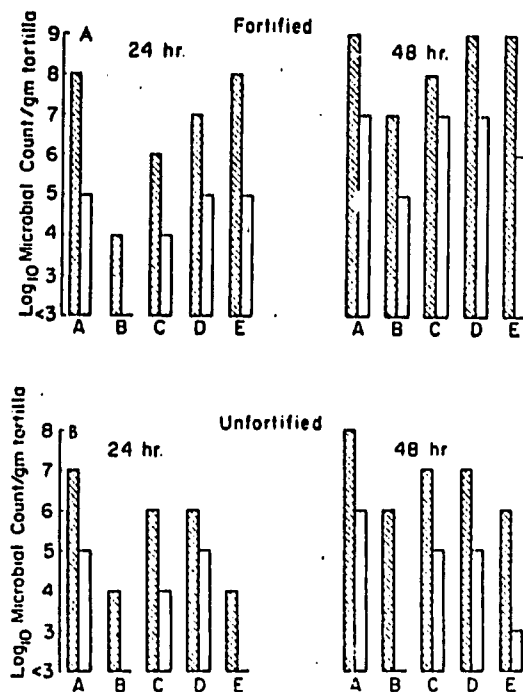 Fortified
A
24 hr.
48 hr.
Log10 Microbial Count/gm tortilla
9
8
7
6
5
4
3
<3
A B C D E
A B C D E
Unfortified
B
24 hr.
48 hr
Log10 Microbial Count/gm tortilla
8
7
6
5
4
3
<3
A B C D E
A B C D E